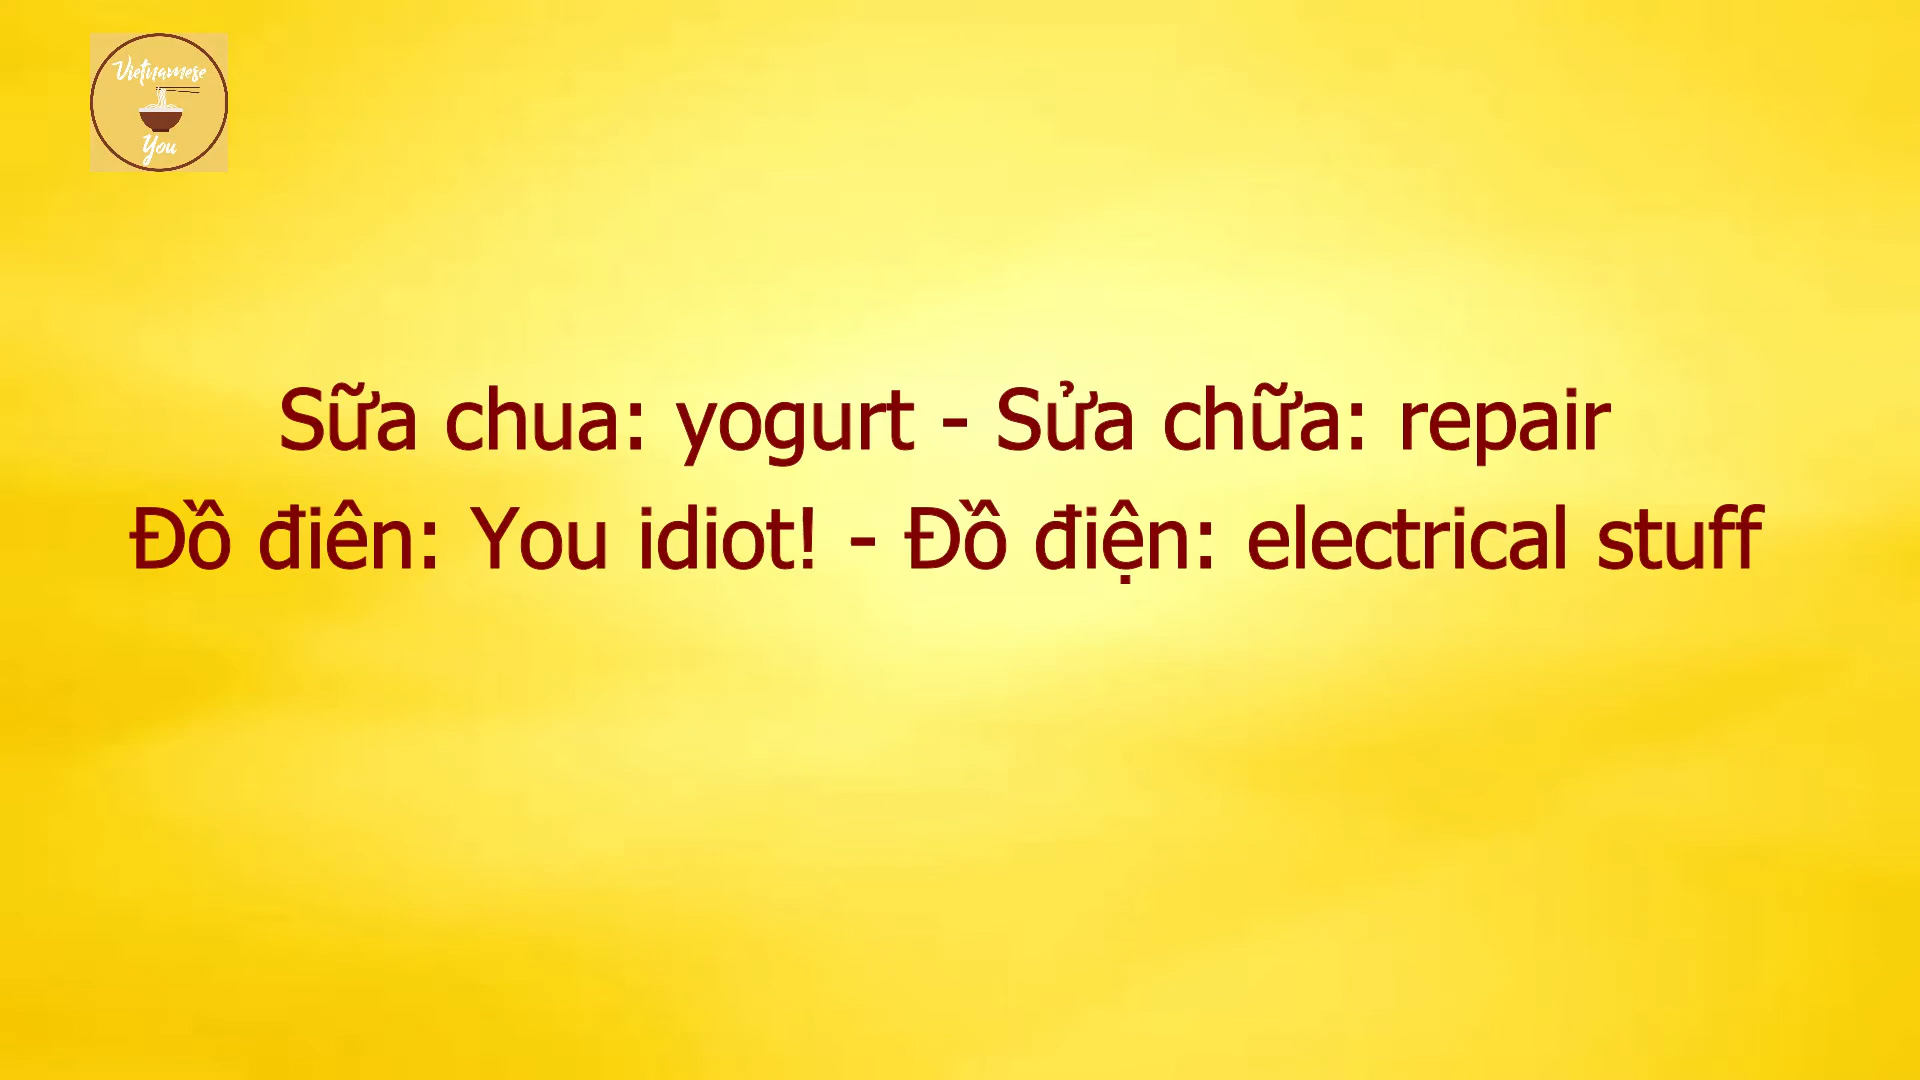 Vietnamese
You
Sữa chua: yogurt - Sửa chữa: repair
Đồ điên: You idiot! - Đồ điện: electrical stuff